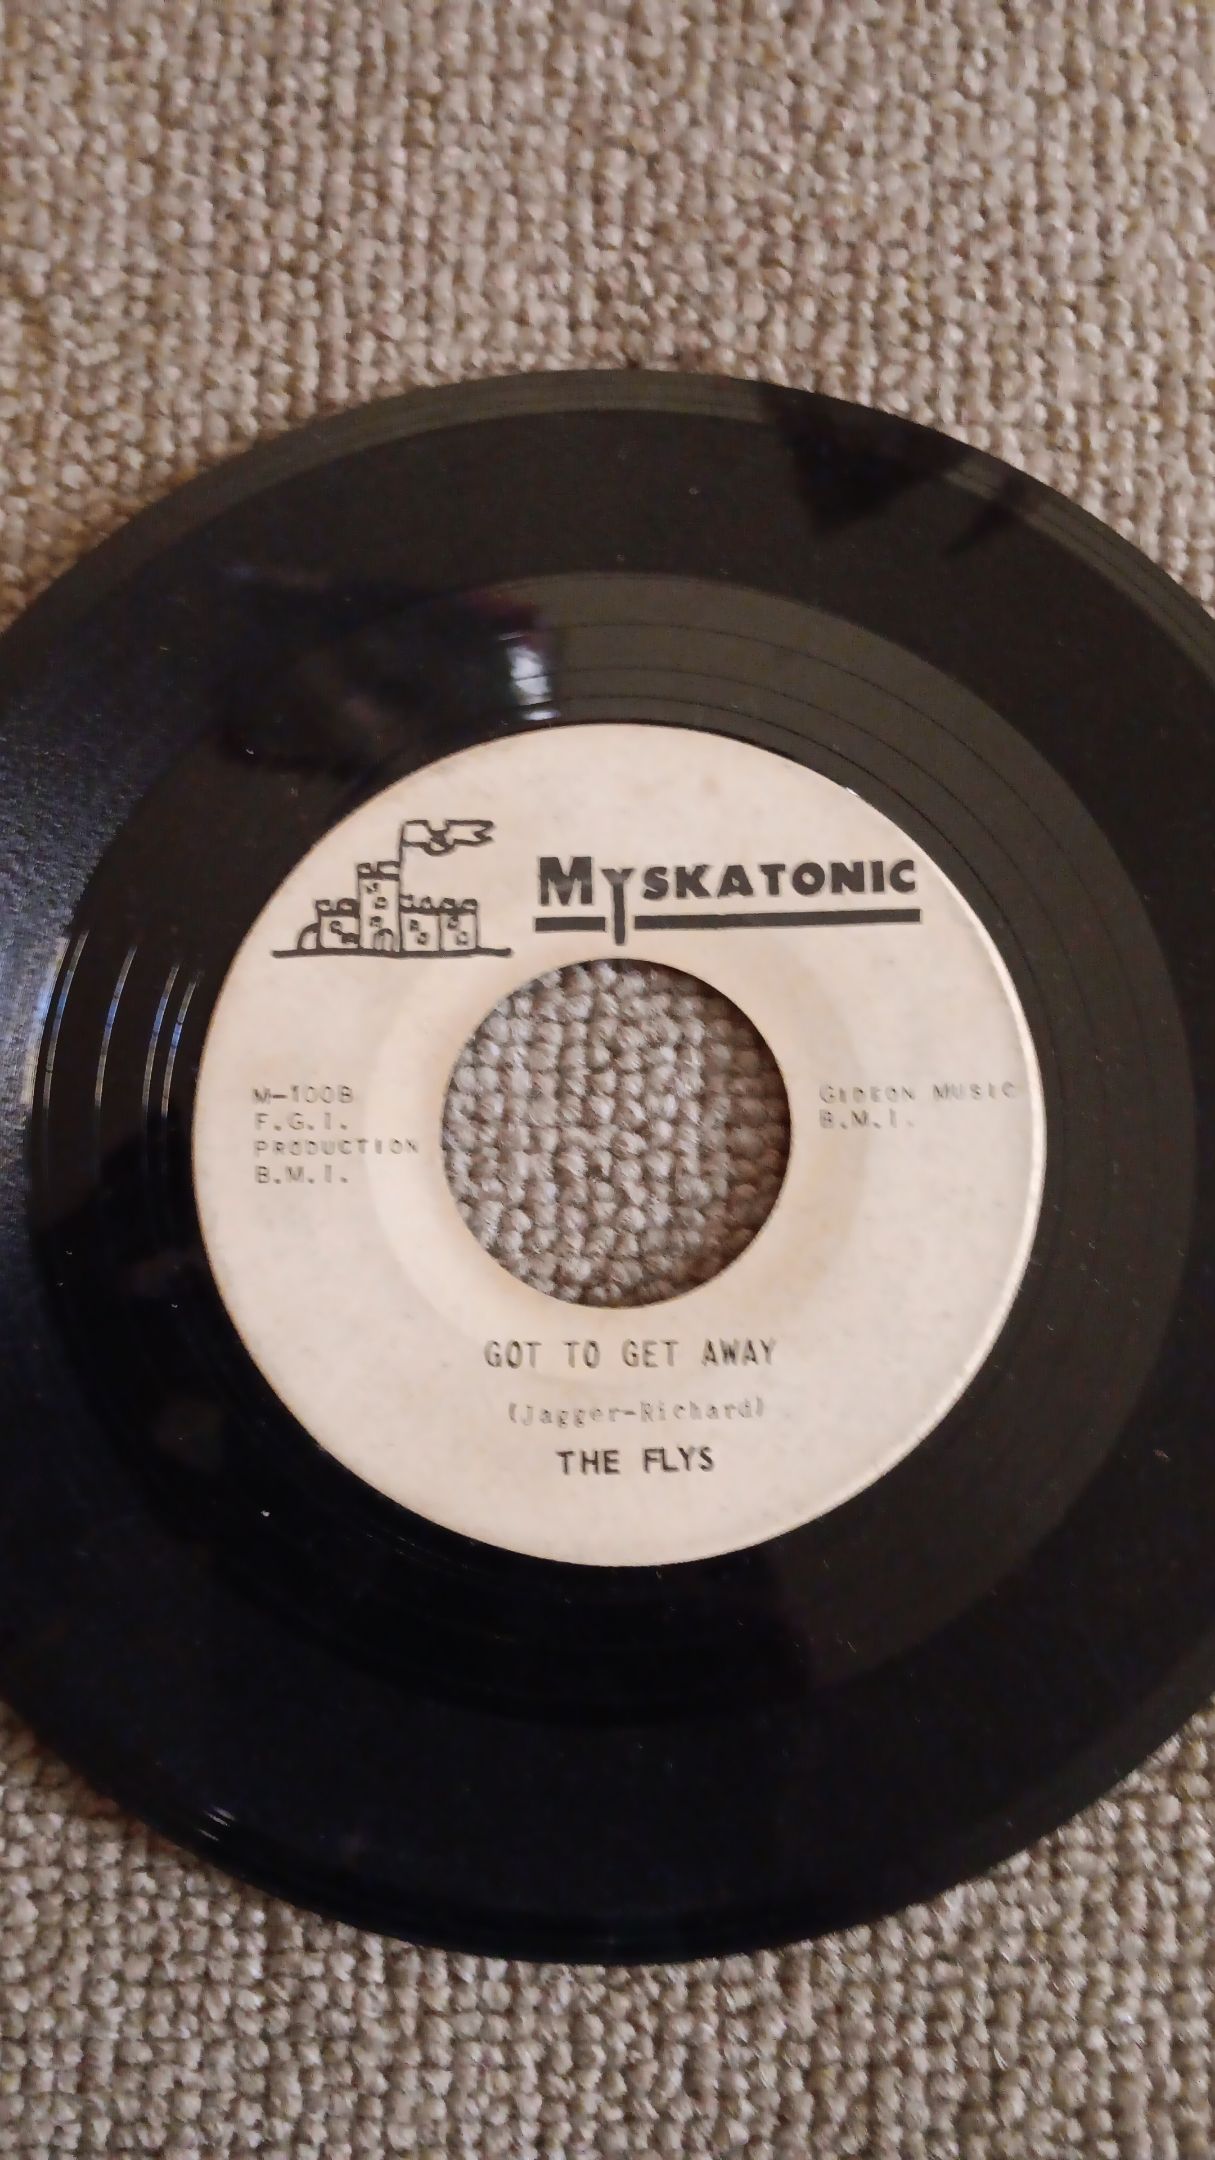 MYSKATONIC
M-100B
F.G.I.
PRODUCTION
B.M.I.
GIDEON MUSIC
B.M.I.
GOT TO GET AWAY
(Jagger-Richard)
THE FLYS